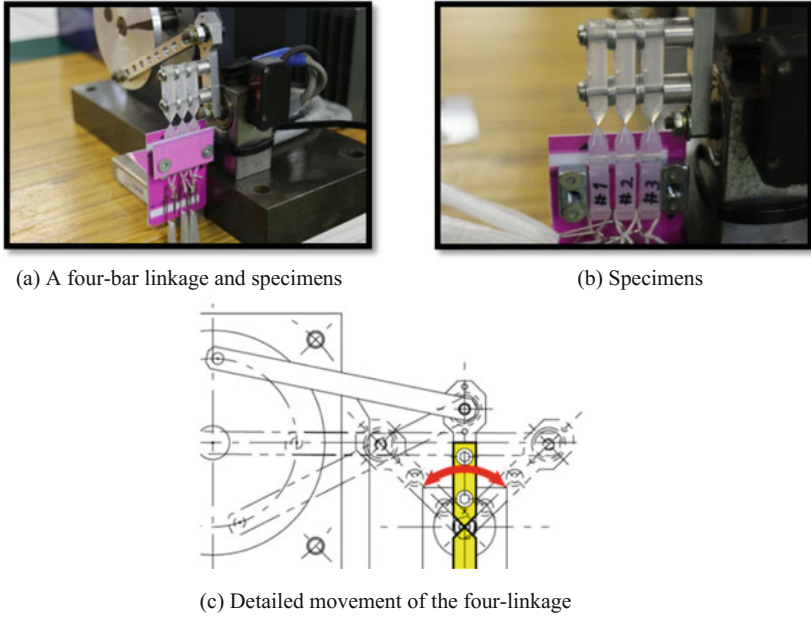 #1 #2 #3
(a) A four-bar linkage and specimens
(b) Specimens
(c) Detailed movement of the four-linkage